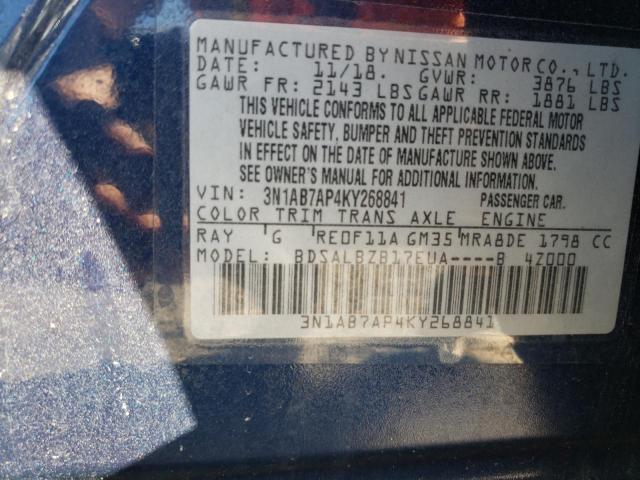 MANUFACTURED BY NISSAN MOTOR CO., LTD.
DATE: 11/18. GVWR: 3876 LBS
GAWR FR: 2143 LBS GAWR RR: 1881 LBS
THIS VEHICLE CONFORMS TO ALL APPLICABLE FEDERAL MOTOR
VEHICLE SAFETY, BUMPER AND THEFT PREVENTION STANDARDS
IN EFFECT ON THE DATE OF MANUFACTURE SHOWN ABOVE.
SEE OWNER'S MANUAL FOR ADDITIONAL INFORMATION.
VIN: 3N1AB7AP4KY268841 PASSENGER CAR.
COLOR TRIM TRANS AXLE ENGINE
RAY G RE0F11A GM35 MRA8DE 1798 CC
MODEL: BDSALBZB17EUA----B 4Z000
3N1AB7AP4KY268841